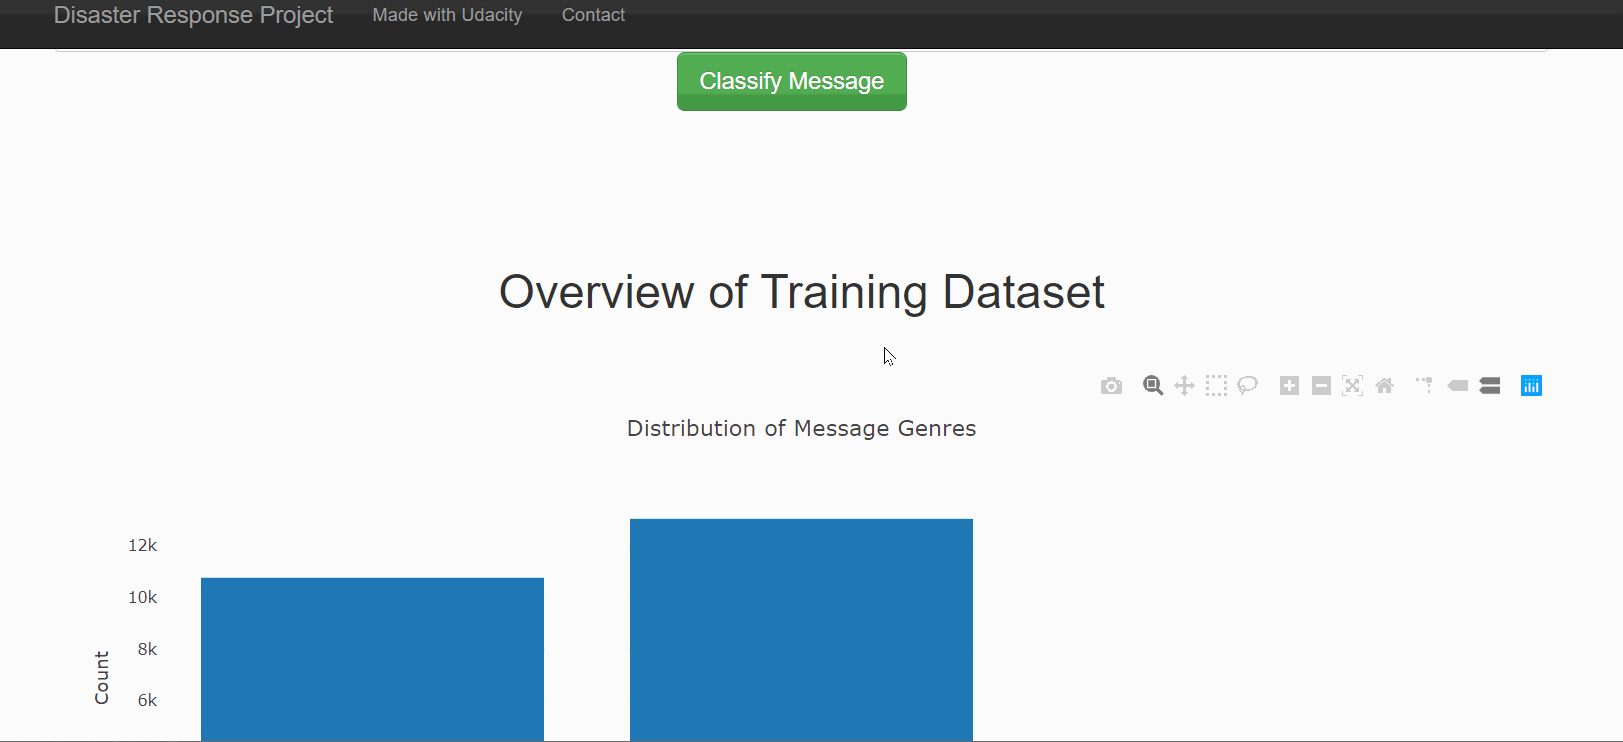 Disaster Response Project Made with Udacity Contact
Classify Message
Overview of Training Dataset
Distribution of Message Genres
12k
10k
8k
6k
Count